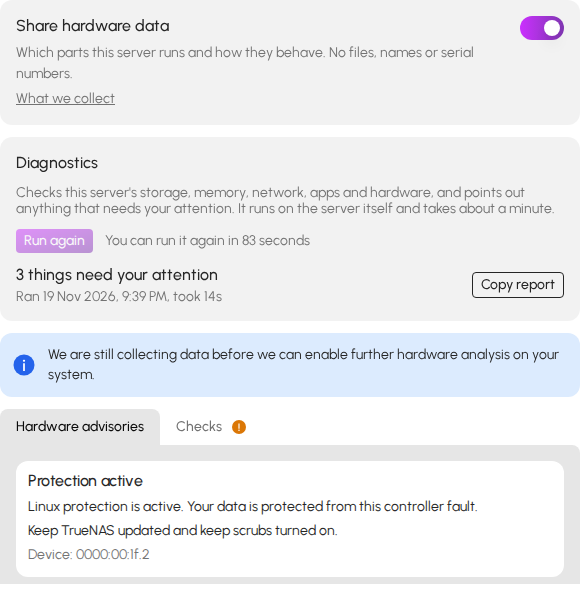 Share hardware data
Which parts this server runs and how they behave. No files, names or serial
numbers.
What we collect
Diagnostics
Checks this server's storage, memory, network, apps and hardware, and points out
anything that needs your attention. It runs on the server itself and takes about a minute.
Run again
You can run it again in 83 seconds
3 things need your attention
Ran 19 Nov 2026, 9:39 PM, took 14s
Copy report
We are still collecting data before we can enable further hardware analysis on your
system.
Hardware advisories
Checks
Protection active
Linux protection is active. Your data is protected from this controller fault.
Keep TrueNAS updated and keep scrubs turned on.
Device: 0000:00:1f.2